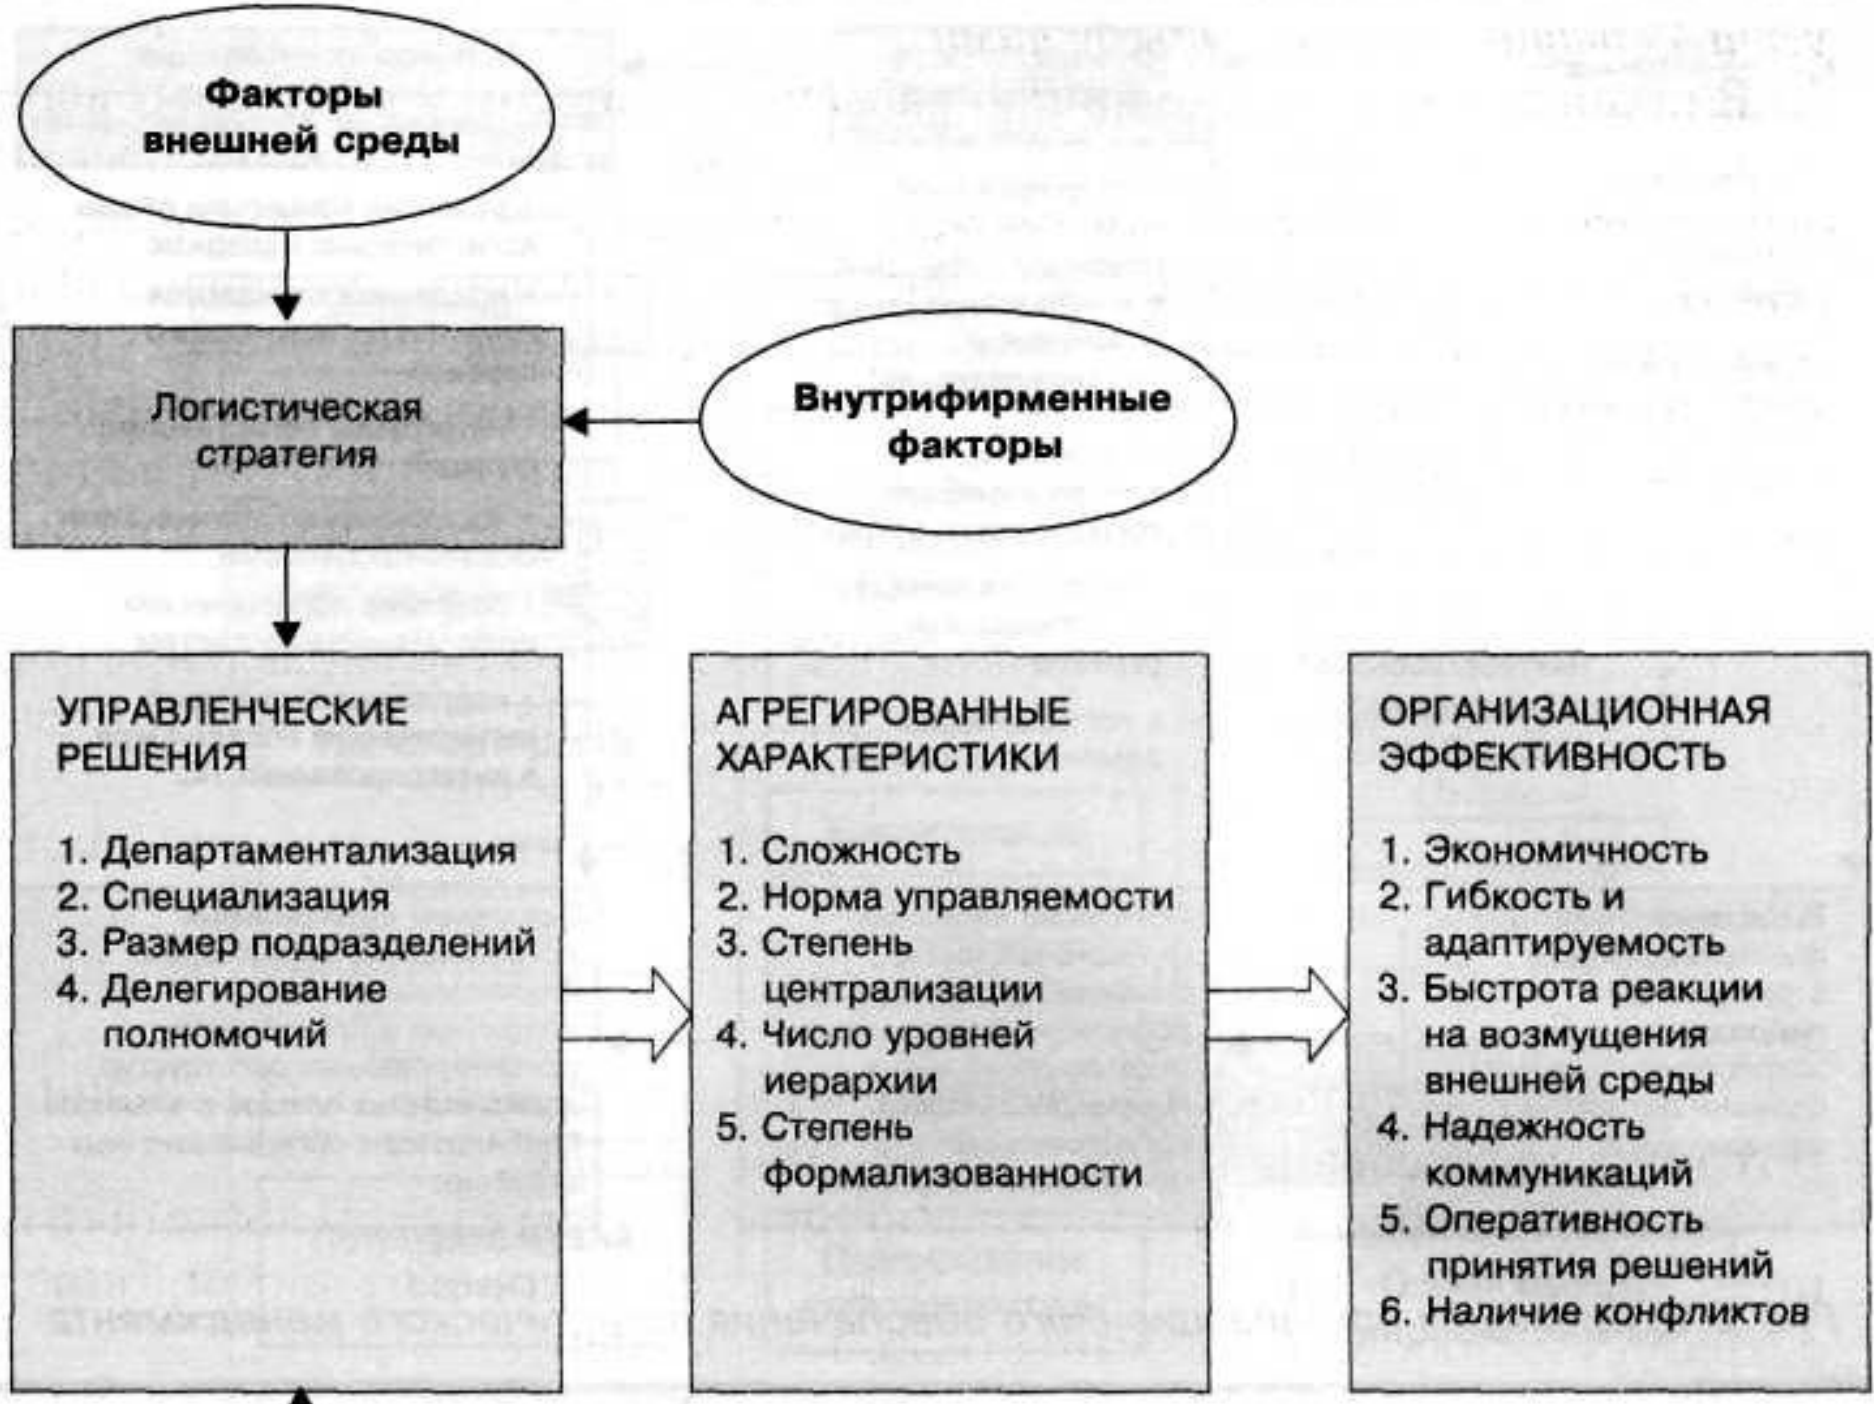 Факторы
внешней среды
Логистическая
стратегия
Внутрифирменные
факторы
УПРАВЛЕНЧЕСКИЕ
РЕШЕНИЯ
1. Департаментализация
2. Специализация
3. Размер подразделений
4. Делегирование
полномочий
АГРЕГИРОВАННЫЕ
ХАРАКТЕРИСТИКИ
1. Сложность
2. Норма управляемости
3. Степень
централизации
4. Число уровней
иерархии
5. Степень
формализованности
ОРГАНИЗАЦИОННАЯ
ЭФФЕКТИВНОСТЬ
1. Экономичность
2. Гибкость и
адаптируемость
3. Быстрота реакции
на возмущения
внешней среды
4. Надежность
коммуникаций
5. Оперативность
принятия решений
6. Наличие конфликтов